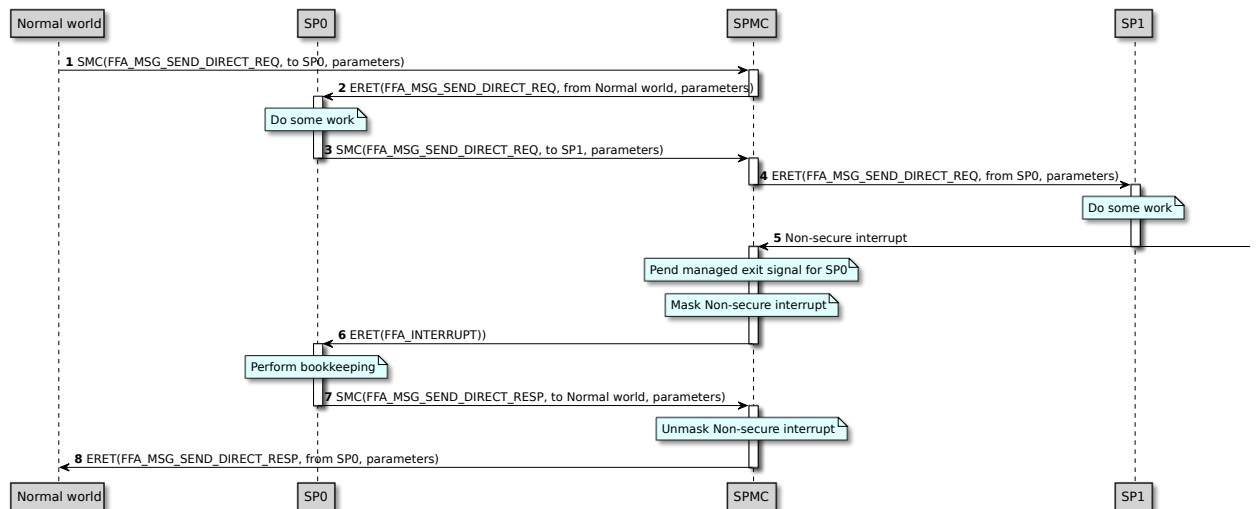 Normal world
SP0
SPMC
SP1
1 SMC(FFA_MSG_SEND_DIRECT_REQ, to SP0, parameters)
2 ERET(FFA_MSG_SEND_DIRECT_REQ, from Normal world, parameters)
Do some work
3 SMC(FFA_MSG_SEND_DIRECT_REQ, to SP1, parameters)
4 ERET(FFA_MSG_SEND_DIRECT_REQ, from SP0, parameters)
Do some work
5 Non-secure interrupt
Pend managed exit signal for SP0
Mask Non-secure interrupt
6 ERET(FFA_INTERRUPT))
Perform bookkeeping
7 SMC(FFA_MSG_SEND_DIRECT_RESP, to Normal world, parameters)
Unmask Non-secure interrupt
8 ERET(FFA_MSG_SEND_DIRECT_RESP, from SP0, parameters)
Normal world
SP0
SPMC
SP1